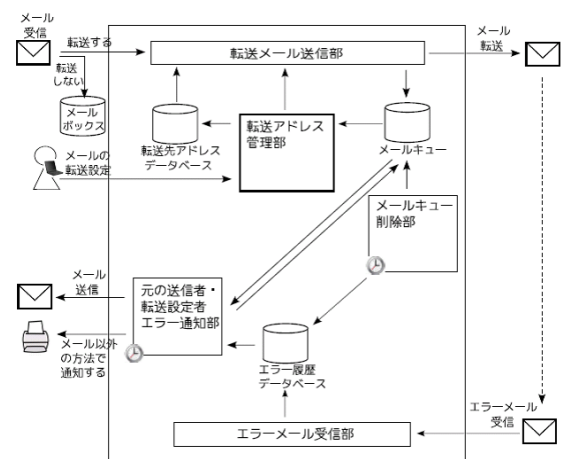 メール
受信
転送する
転送
しない
メール
ボックス
メールの
転送設定
転送メール送信部
メール
転送
転送先アドレス
データベース
転送アドレス
管理部
メールキュー
メールキュー
削除部
メール
送信
メール以外
の方法で
通知する
元の送信者・
転送設定者
エラー通知部
エラー履歴
データベース
エラーメール受信部
エラーメール
受信